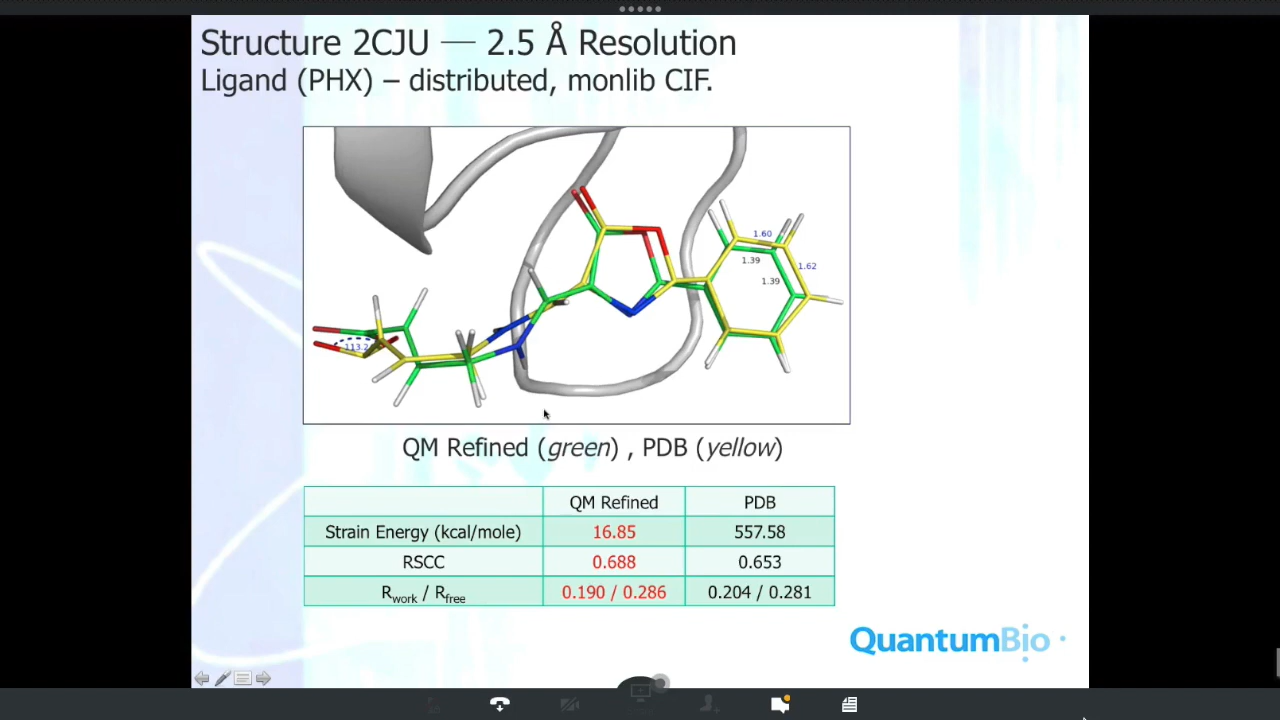 Structure 2CJU — 2.5 Å Resolution
Ligand (PHX) – distributed, monlib CIF.
1.60
1.39
1.62
1.39
QM Refined (green) , PDB (yellow)
QM Refined PDB
Strain Energy (kcal/mole) 16.85 557.58
RSCC 0.688 0.653
Rwork / Rfree 0.190 / 0.286 0.204 / 0.281
QuantumBio